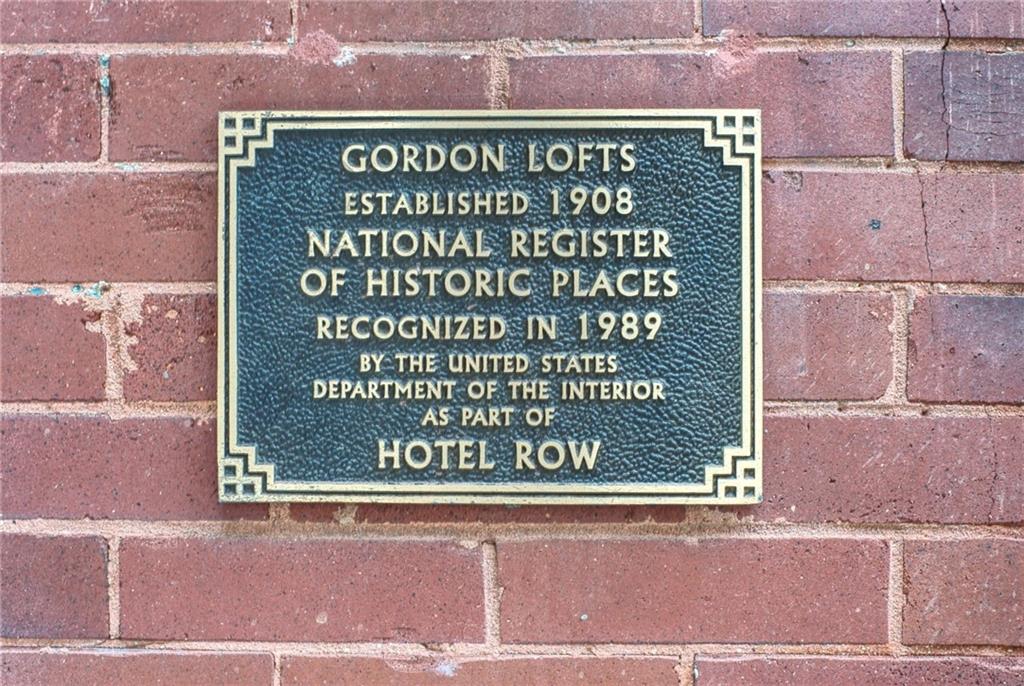 GORDON LOFTS
ESTABLISHED 1908
NATIONAL REGISTER
OF HISTORIC PLACES
RECOGNIZED IN 1989
BY THE UNITED STATES
DEPARTMENT OF THE INTERIOR
AS PART OF
HOTEL ROW